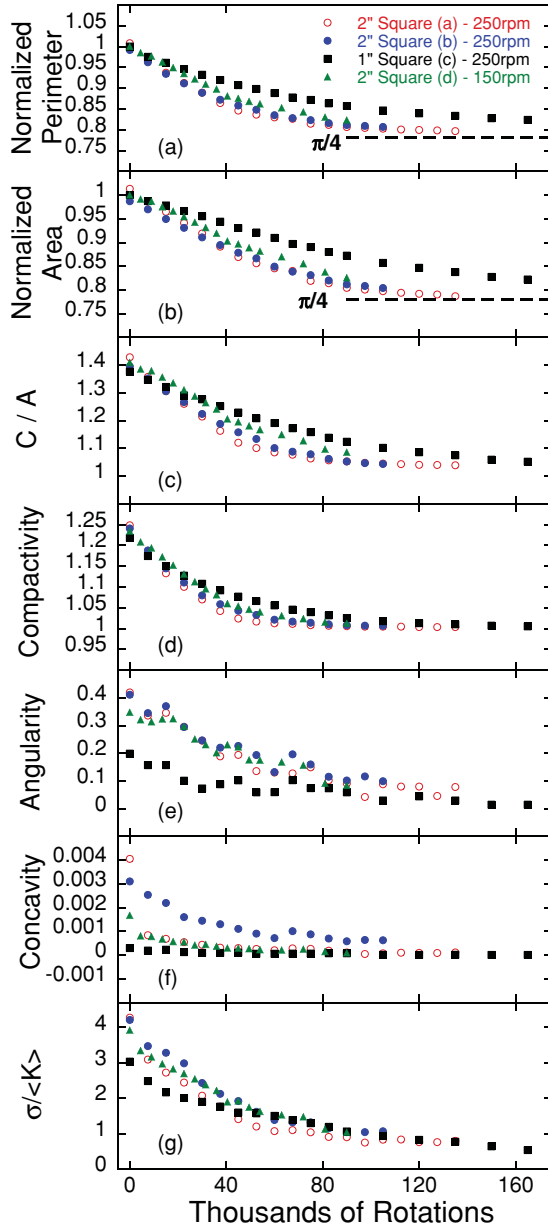 2" Square (a) - 250rpm
2" Square (b) - 250rpm
1" Square (c) - 250rpm
2" Square (d) - 150rpm
Normalized
Perimeter
1.05
1
0.95
0.9
0.85
0.8
0.75
(a)
π/4
Normalized
Area
1
0.95
0.9
0.85
0.8
0.75
(b)
π/4
C / A
1.4
1.3
1.2
1.1
1
(c)
Compactivity
1.25
1.2
1.15
1.1
1.05
1
0.95
(d)
Angularity
0.4
0.3
0.2
0.1
0
(e)
Concavity
0.004
0.003
0.002
0.001
0
-0.001
(f)
σ/<K>
4
3
2
1
0
(g)
0 40 80 120 160
Thousands of Rotations